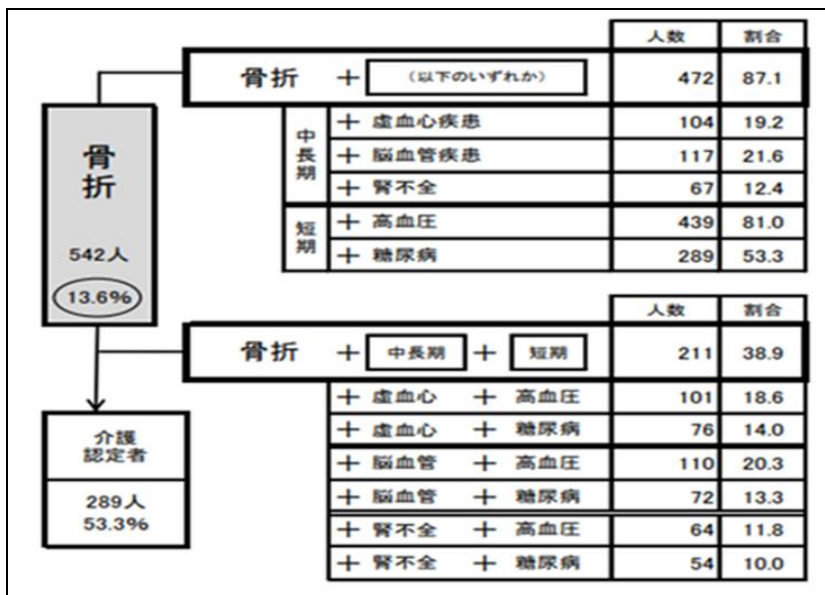 人数 割合
骨折 + (以下のいずれか) 472 87.1
中長期
+ 虚血心疾患 104 19.2
+ 脳血管疾患 117 21.6
+ 腎不全 67 12.4
短期
+ 高血圧 439 81.0
+ 糖尿病 289 53.3
骨折
542人
13.6%
人数 割合
骨折 + 中長期 + 短期 211 38.9
+ 虚血心 + 高血圧 101 18.6
+ 虚血心 + 糖尿病 76 14.0
+ 脳血管 + 高血圧 110 20.3
+ 脳血管 + 糖尿病 72 13.3
+ 腎不全 + 高血圧 64 11.8
+ 腎不全 + 糖尿病 54 10.0
介護
認定者
289人
53.3%